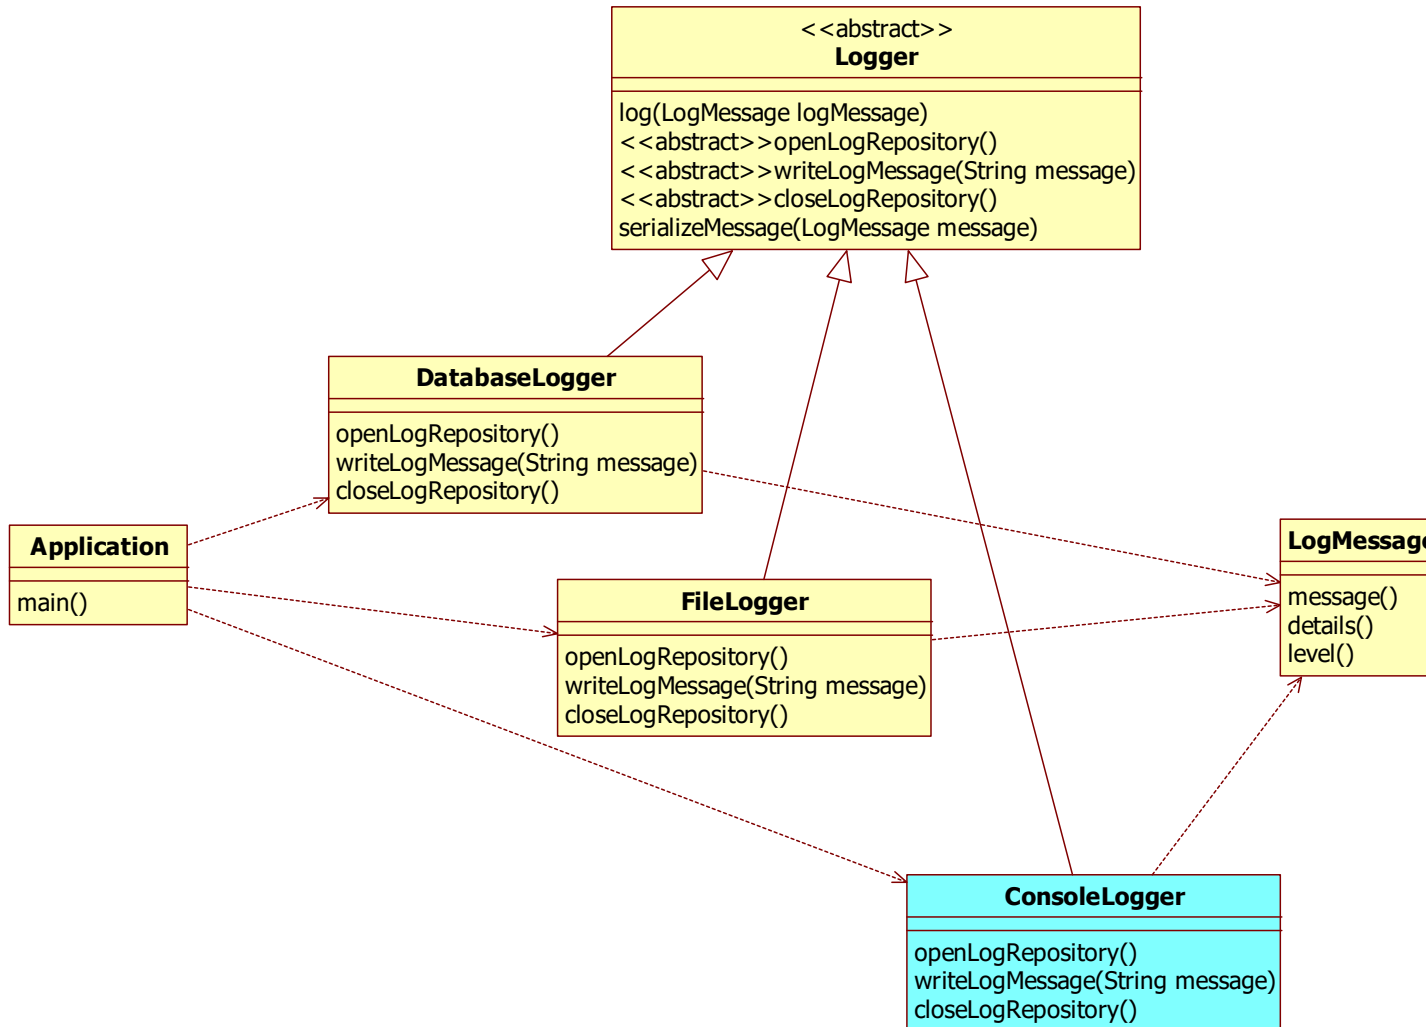 <<abstract>>
Logger
log(LogMessage logMessage)
<<abstract>>openLogRepository()
<<abstract>>writeLogMessage(String message)
<<abstract>>closeLogRepository()
serializeMessage(LogMessage message)
DatabaseLogger
openLogRepository()
writeLogMessage(String message)
closeLogRepository()
Application
main()
FileLogger
openLogRepository()
writeLogMessage(String message)
closeLogRepository()
LogMessage
message()
details()
level()
ConsoleLogger
openLogRepository()
writeLogMessage(String message)
closeLogRepository()